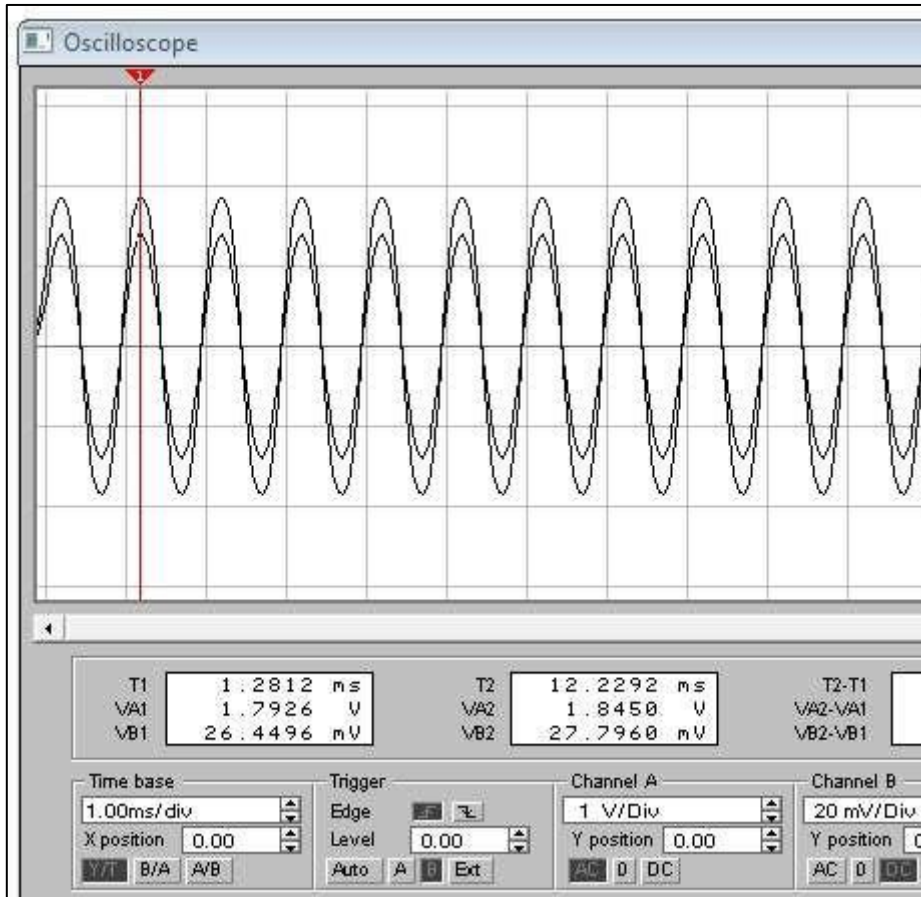 Oscilloscope
1
T1 1.2812 ms T2 12.2292 ms T2-T1
VA1 1.7926 V VA2 1.8450 V VA2-VA1
VB1 26.4496 mV VB2 27.7960 mV VB2-VB1
Time base Trigger Channel A Channel B
1.00ms/div Edge 1 V/Div 20 mV/Div
X position 0.00 Level 0.00 Y position 0.00 Y position
Y/T B/A A/B Auto A B Ext AC 0 DC AC 0 DC